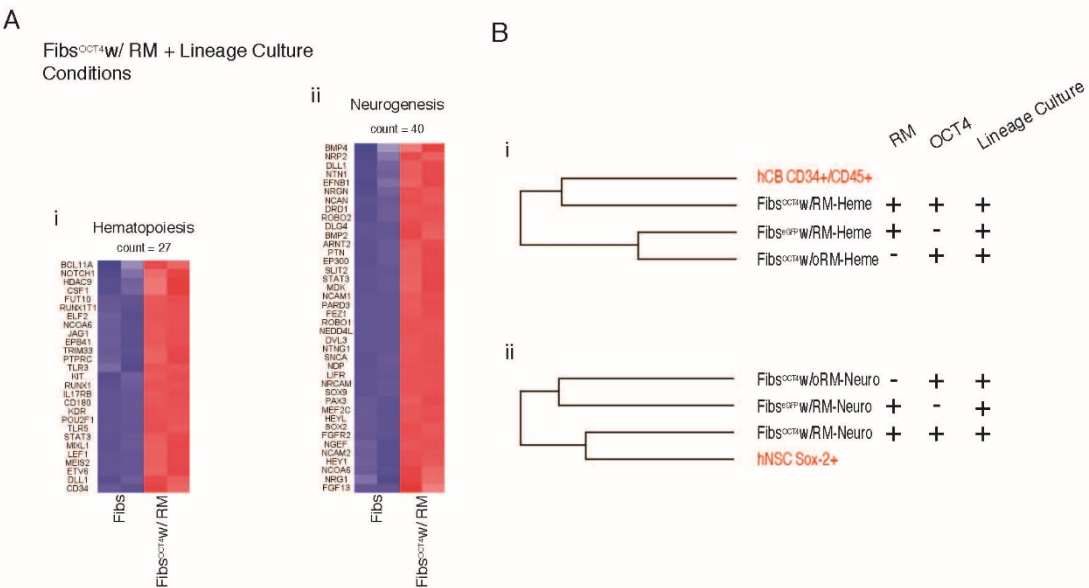 A
Fibs^OCT4 w/ RM + Lineage Culture
Conditions
i
Hematopoiesis
count = 27
BCL11A
NOTCH1
HDAC9
CSF1
FUT10
RUNX1T1
ELF2
NCOA6
JAG1
EPB41
TRIM33
PTPRC
TLR3
KIT
RUNX1
IL17RB
CD180
KDR
POU2F1
TLR5
STAT3
MIXL1
LEF1
MEIS2
ETV6
DLL1
CD34
Fibs
Fibs^OCT4 w/ RM
ii
Neurogenesis
count = 40
BMP4
NRP2
DLL1
NTN1
EFNB1
NRGN
NCAN
DRD1
ROBO2
DLG4
BMP2
ARNT2
PTN
EP300
SLIT2
STAT3
MDK
NCAM1
PARD3
FEZ1
ROBO1
NEDD4L
DVL3
NTNG1
SNCA
NDP
LIFR
NRCAM
SOX9
PAX3
MEF2C
HEYL
SOX2
FGFR2
NGEF
NCAM2
HEY1
NCOA6
NRG1
FGF13
Fibs
Fibs^OCT4 w/ RM
B
RM OCT4 Lineage Culture
i
hCB CD34+/CD45+
Fibs^OCT4 w/RM-Heme + + +
Fibs^eGFP w/RM-Heme + - +
Fibs^OCT4 w/oRM-Heme - + +
ii
Fibs^OCT4 w/oRM-Neuro - + +
Fibs^eGFP w/RM-Neuro + - +
Fibs^OCT4 w/RM-Neuro + + +
hNSC Sox-2+